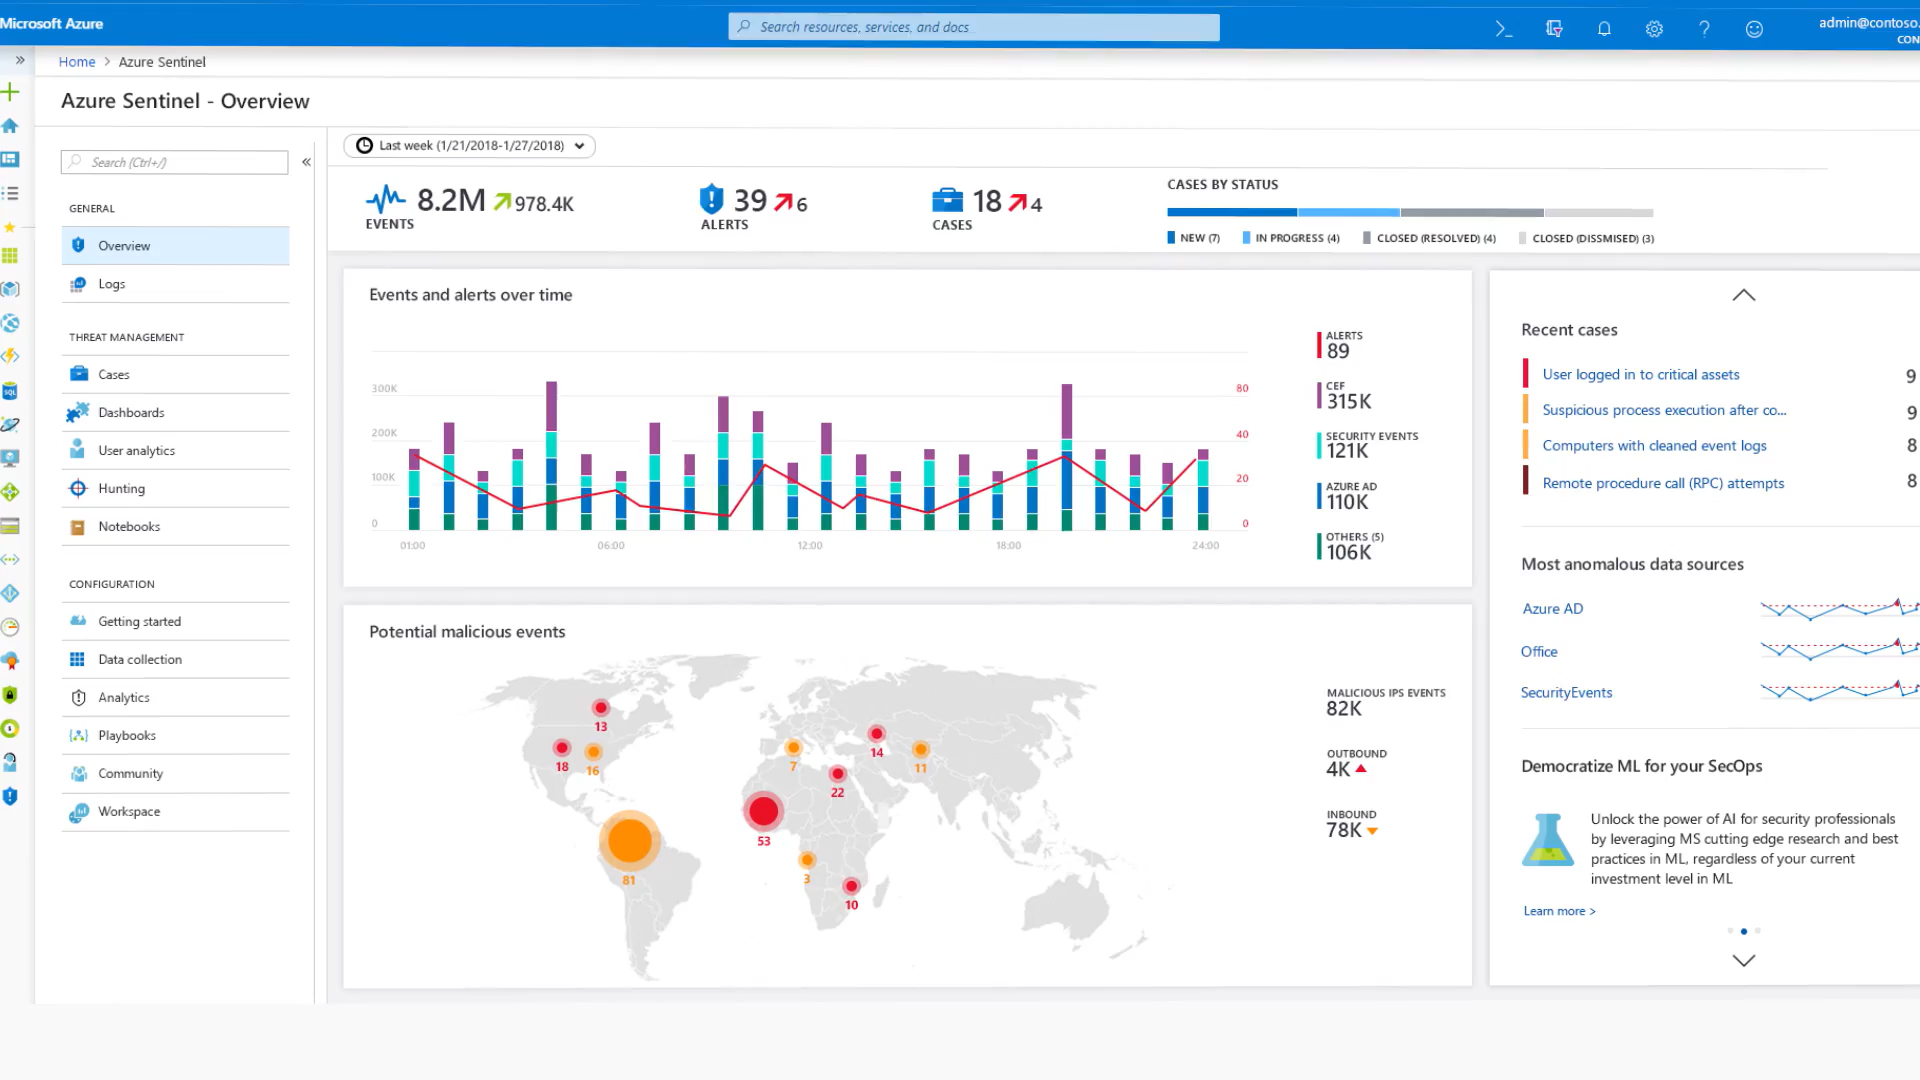 Microsoft Azure
Search resources, services, and docs
admin@contoso.
CON
Home > Azure Sentinel
Azure Sentinel - Overview
Search (Ctrl+/)
GENERAL
Overview
Logs
THREAT MANAGEMENT
Cases
Dashboards
User analytics
Hunting
Notebooks
CONFIGURATION
Getting started
Data collection
Analytics
Playbooks
Community
Workspace
Last week (1/21/2018-1/27/2018)
8.2M 978.4K
EVENTS
39 6
ALERTS
18 4
CASES
CASES BY STATUS
NEW (7) IN PROGRESS (4) CLOSED (RESOLVED) (4) CLOSED (DISSMISED) (3)
Events and alerts over time
300K
200K
100K
0
80
40
20
0
01:00 06:00 12:00 18:00 24:00
ALERTS
89
CEF
315K
SECURITY EVENTS
121K
AZURE AD
110K
OTHERS (5)
106K
Potential malicious events
13
18
16
81
7
14
11
22
53
3
10
MALICIOUS IPS EVENTS
82K
OUTBOUND
4K
INBOUND
78K
Recent cases
User logged in to critical assets 9
Suspicious process execution after co... 9
Computers with cleaned event logs 8
Remote procedure call (RPC) attempts 8
Most anomalous data sources
Azure AD
Office
SecurityEvents
Democratize ML for your SecOps
Unlock the power of AI for security professionals
by leveraging MS cutting edge research and best
practices in ML, regardless of your current
investment level in ML
Learn more >